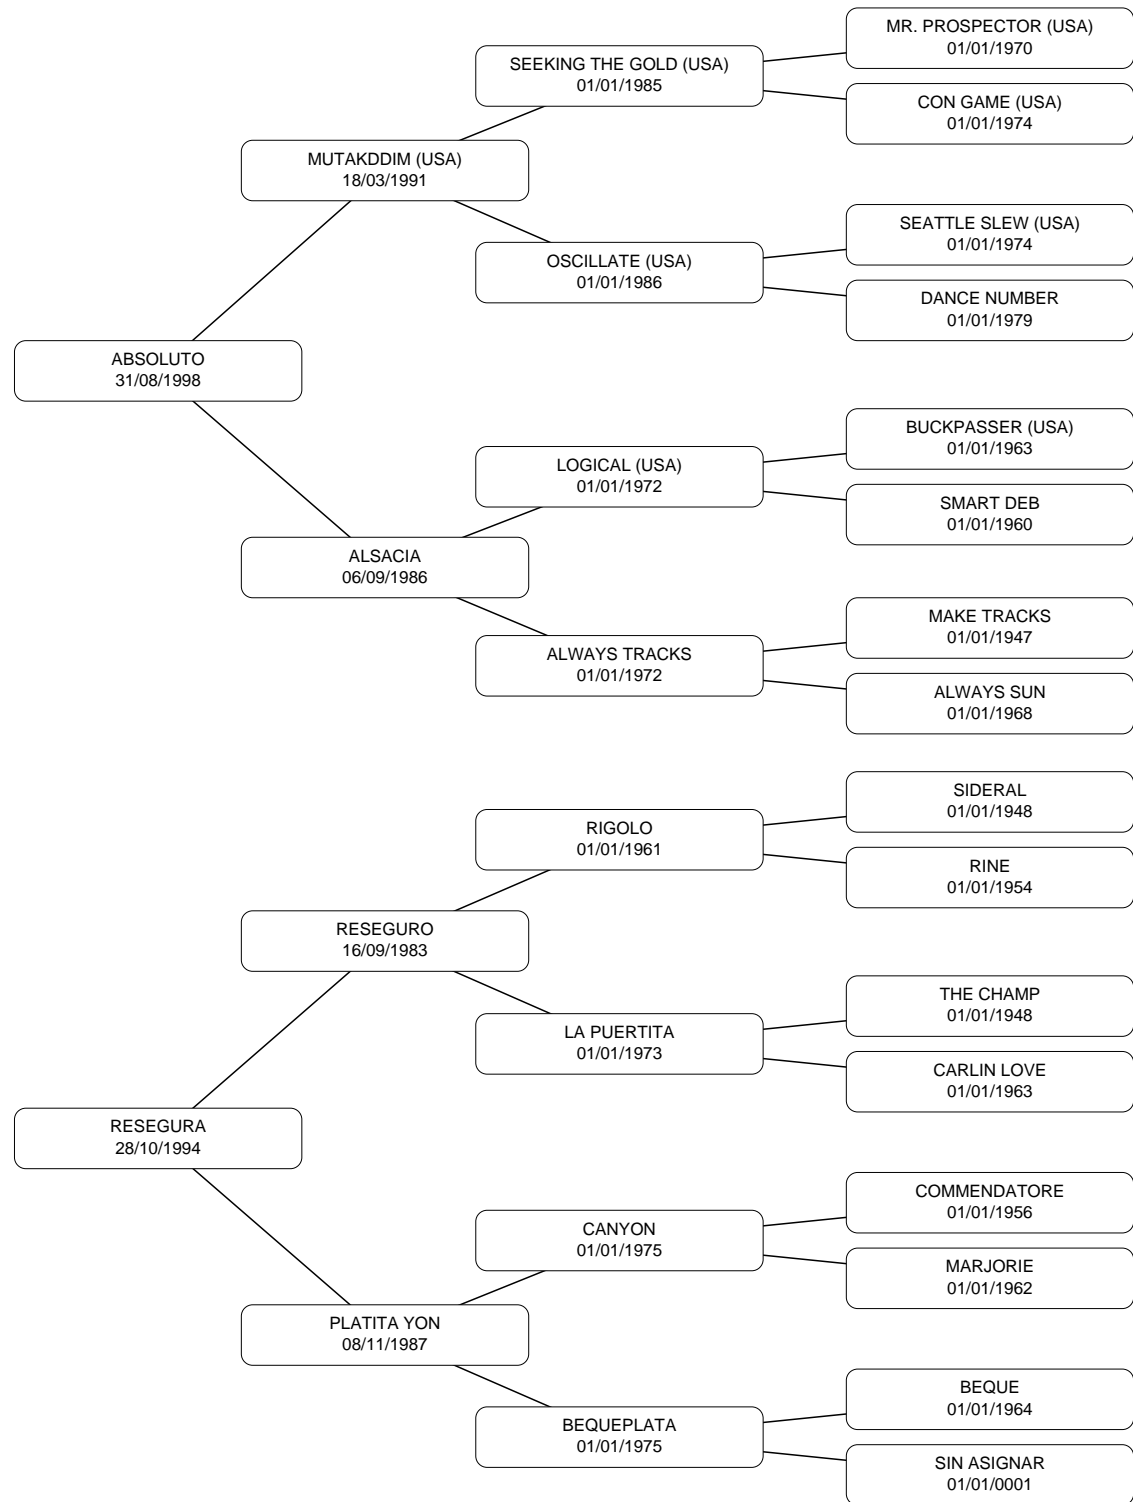 MR. PROSPECTOR (USA)
01/01/1970
SEEKING THE GOLD (USA)
01/01/1985
CON GAME (USA)
01/01/1974
MUTAKDDIM (USA)
18/03/1991
SEATTLE SLEW (USA)
01/01/1974
OSCILLATE (USA)
01/01/1986
DANCE NUMBER
01/01/1979
ABSOLUTO
31/08/1998
BUCKPASSER (USA)
01/01/1963
LOGICAL (USA)
01/01/1972
SMART DEB
01/01/1960
ALSACIA
06/09/1986
MAKE TRACKS
01/01/1947
ALWAYS TRACKS
01/01/1972
ALWAYS SUN
01/01/1968
SIDERAL
01/01/1948
RIGOLO
01/01/1961
RINE
01/01/1954
RESEGURO
16/09/1983
THE CHAMP
01/01/1948
LA PUERTITA
01/01/1973
CARLIN LOVE
01/01/1963
RESEGURA
28/10/1994
COMMENDATORE
01/01/1956
CANYON
01/01/1975
MARJORIE
01/01/1962
PLATITA YON
08/11/1987
BEQUE
01/01/1964
BEQUEPLATA
01/01/1975
SIN ASIGNAR
01/01/0001